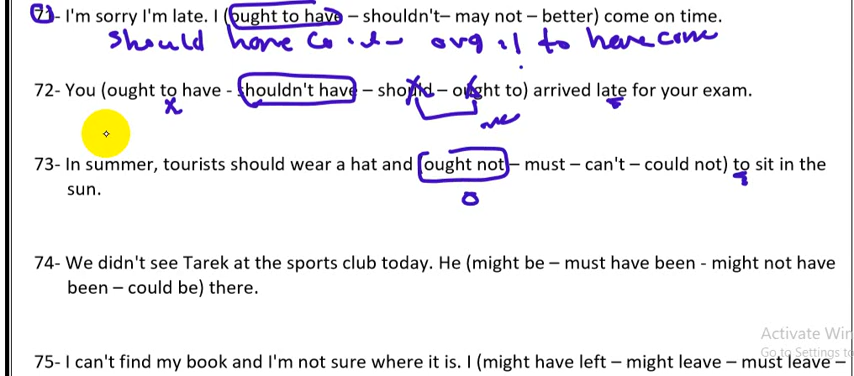 71- I'm sorry I'm late. I (ought to have – shouldn't– may not – better) come on time.
should have ought to have come
72- You (ought to have - shouldn't have – should – ought to) arrived late for your exam.
73- In summer, tourists should wear a hat and (ought not – must – can't – could not) to sit in the
sun.
74- We didn't see Tarek at the sports club today. He (might be – must have been - might not have
been – could be) there.
Activate Win
Go to Settings to
75- I can't find my book and I'm not sure where it is. I (might have left – might leave – must leave –